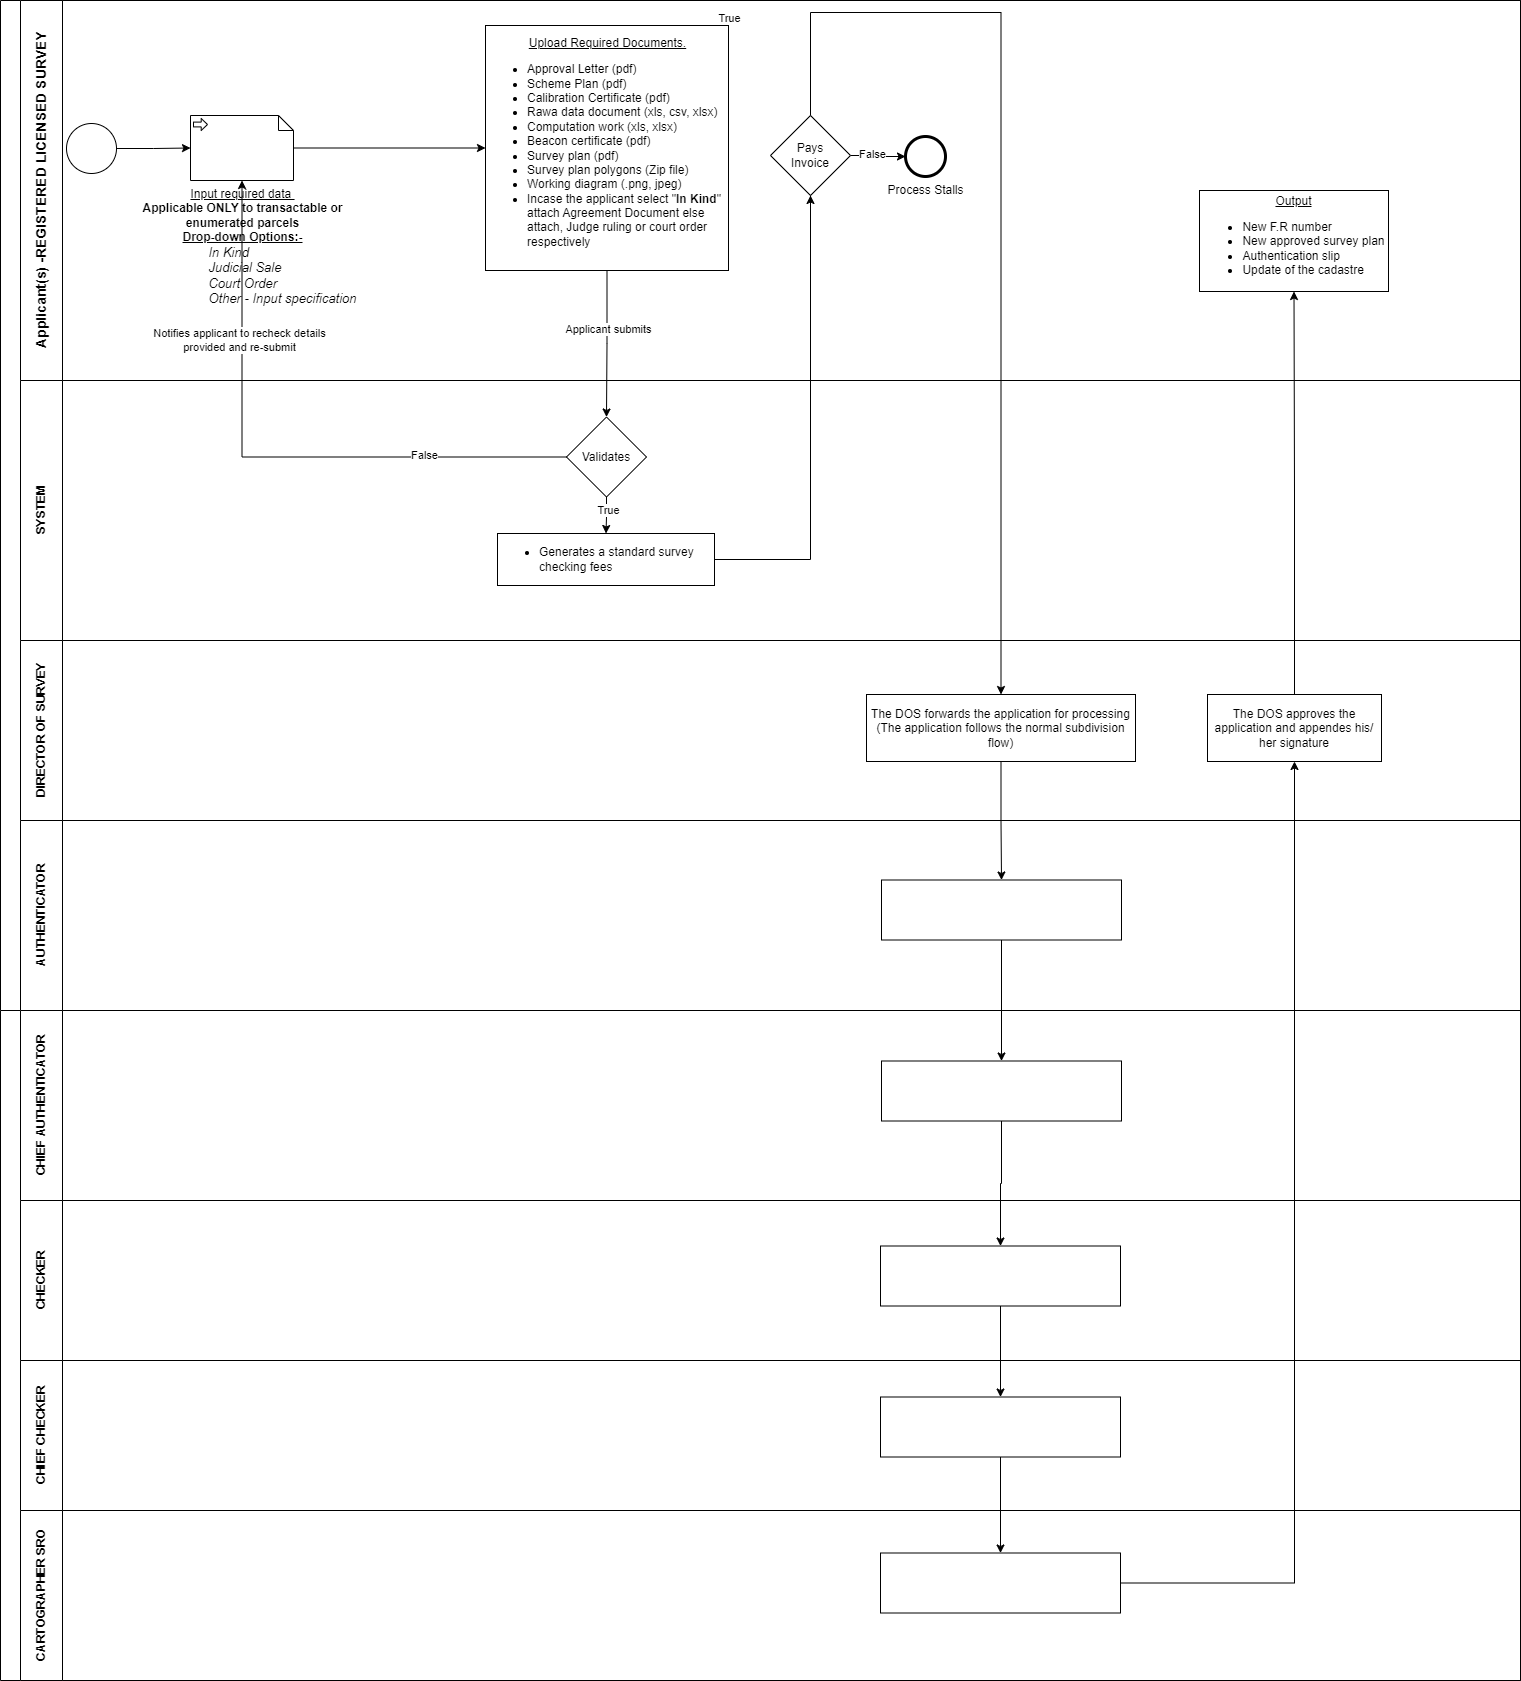 Applicant(s) -REGISTERED LICENSED SURVEY
Input required data
Applicable ONLY to transactable or
enumerated parcels
Drop-down Options:-
In Kind
Judicial Sale
Court Order
Other - Input specification
Notifies applicant to recheck details
provided and re-submit
Upload Required Documents.
Approval Letter (pdf)
Scheme Plan (pdf)
Calibration Certificate (pdf)
Rawa data document (xls, csv, xlsx)
Computation work (xls, xlsx)
Beacon certificate (pdf)
Survey plan (pdf)
Survey plan polygons (Zip file)
Working diagram (.png, jpeg)
Incase the applicant select "In Kind"
attach Agreement Document else
attach, Judge ruling or court order
respectively
Applicant submits
True
Pays
Invoice
False
Process Stalls
Output
New F.R number
New approved survey plan
Authentication slip
Update of the cadastre
SYSTEM
False
Validates
True
Generates a standard survey
checking fees
DIRECTOR OF SURVEY
The DOS forwards the application for processing
(The application follows the normal subdivision
flow)
The DOS approves the
application and appendes his/
her signature
AUTHENTICATOR
CHIEF AUTHENTICATOR
CHECKER
CHIEF CHECKER
CARTOGRAPHER SRO